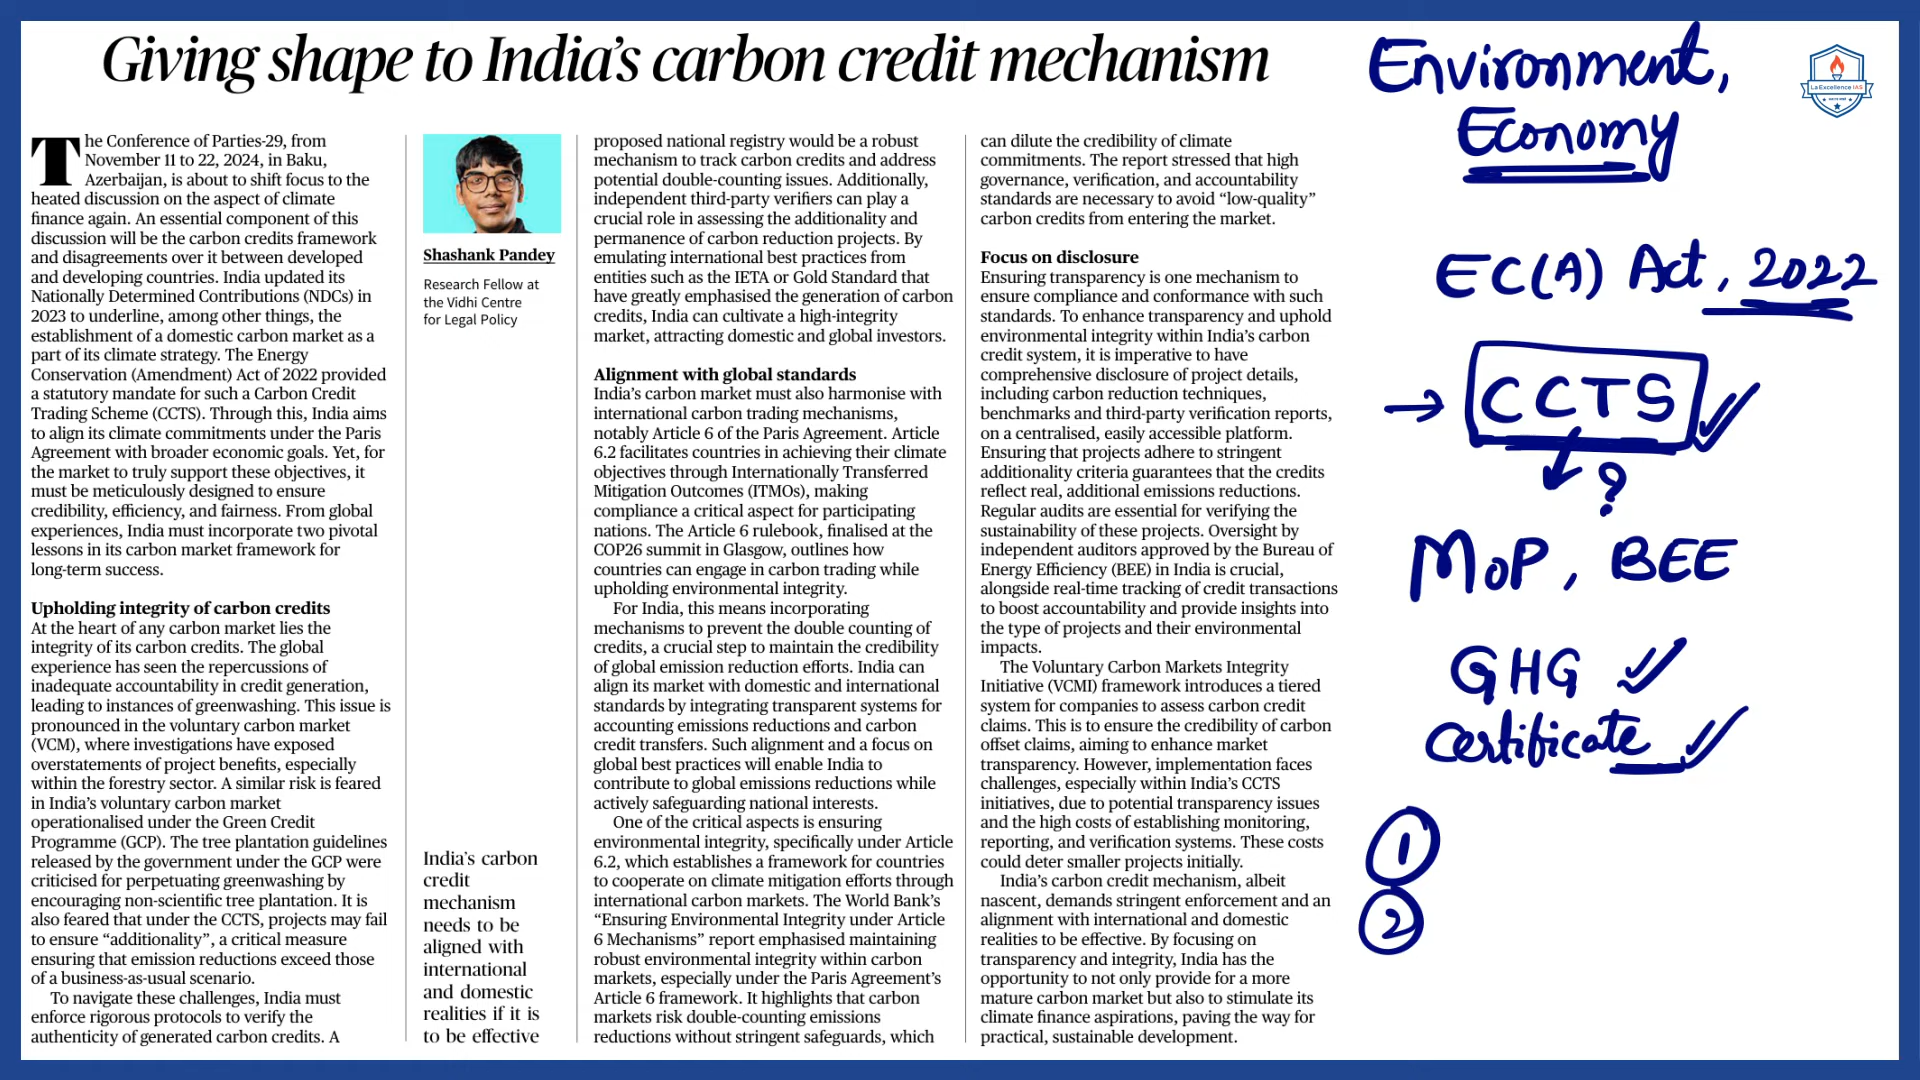 Giving shape to India's carbon credit mechanism
The Conference of Parties-29, from
November 11 to 22, 2024, in Baku,
Azerbaijan, is about to shift focus to the
heated discussion on the aspect of climate
finance again. An essential component of this
discussion will be the carbon credits framework
and disagreements over it between developed
and developing countries. India updated its
Nationally Determined Contributions (NDCs) in
2023 to underline, among other things, the
establishment of a domestic carbon market as a
part of its climate strategy. The Energy
Conservation (Amendment) Act of 2022 provided
a statutory mandate for such a Carbon Credit
Trading Scheme (CCTS). Through this, India aims
to align its climate commitments under the Paris
Agreement with broader economic goals. Yet, for
the market to truly support these objectives, it
must be meticulously designed to ensure
credibility, efficiency, and fairness. From global
experiences, India must incorporate two pivotal
lessons in its carbon market framework for
long-term success.
Upholding integrity of carbon credits
At the heart of any carbon market lies the
integrity of its carbon credits. The global
experience has seen the repercussions of
inadequate accountability in credit generation,
leading to instances of greenwashing. This issue is
pronounced in the voluntary carbon market
(VCM), where investigations have exposed
overstatements of project benefits, especially
within the forestry sector. A similar risk is feared
in India's voluntary carbon market
operationalised under the Green Credit
Programme (GCP). The tree plantation guidelines
released by the government under the GCP were
criticised for perpetuating greenwashing by
encouraging non-scientific tree plantation. It is
also feared that under the CCTS, projects may fail
to ensure “additionality”, a critical measure
ensuring that emission reductions exceed those
of a business-as-usual scenario.
To navigate these challenges, India must
enforce rigorous protocols to verify the
authenticity of generated carbon credits. A
Shashank Pandey
Research Fellow at
the Vidhi Centre
for Legal Policy
India's carbon
credit
mechanism
needs to be
aligned with
international
and domestic
realities if it is
to be effective
proposed national registry would be a robust
mechanism to track carbon credits and address
potential double-counting issues. Additionally,
independent third-party verifiers can play a
crucial role in assessing the additionality and
permanence of carbon reduction projects. By
emulating international best practices from
entities such as the IETA or Gold Standard that
have greatly emphasised the generation of carbon
credits, India can cultivate a high-integrity
market, attracting domestic and global investors.
Alignment with global standards
India's carbon market must also harmonise with
international carbon trading mechanisms,
notably Article 6 of the Paris Agreement. Article
6.2 facilitates countries in achieving their climate
objectives through Internationally Transferred
Mitigation Outcomes (ITMOs), making
compliance a critical aspect for participating
nations. The Article 6 rulebook, finalised at the
COP26 summit in Glasgow, outlines how
countries can engage in carbon trading while
upholding environmental integrity.
For India, this means incorporating
mechanisms to prevent the double counting of
credits, a crucial step to maintain the credibility
of global emission reduction efforts. India can
align its market with domestic and international
standards by integrating transparent systems for
accounting emissions reductions and carbon
credit transfers. Such alignment and a focus on
global best practices will enable India to
contribute to global emissions reductions while
actively safeguarding national interests.
One of the critical aspects is ensuring
environmental integrity, specifically under Article
6.2, which establishes a framework for countries
to cooperate on climate mitigation efforts through
international carbon markets. The World Bank's
“Ensuring Environmental Integrity under Article
6 Mechanisms” report emphasised maintaining
robust environmental integrity within carbon
markets, especially under the Paris Agreement's
Article 6 framework. It highlights that carbon
markets risk double-counting emissions
reductions without stringent safeguards, which
can dilute the credibility of climate
commitments. The report stressed that high
governance, verification, and accountability
standards are necessary to avoid “low-quality”
carbon credits from entering the market.
Focus on disclosure
Ensuring transparency is one mechanism to
ensure compliance and conformance with such
standards. To enhance transparency and uphold
environmental integrity within India's carbon
credit system, it is imperative to have
comprehensive disclosure of project details,
including carbon reduction techniques,
benchmarks and third-party verification reports,
on a centralised, easily accessible platform.
Ensuring that projects adhere to stringent
additionality criteria guarantees that the credits
reflect real, additional emissions reductions.
Regular audits are essential for verifying the
sustainability of these projects. Oversight by
independent auditors approved by the Bureau of
Energy Efficiency (BEE) in India is crucial,
alongside real-time tracking of credit transactions
to boost accountability and provide insights into
the type of projects and their environmental
impacts.
The Voluntary Carbon Markets Integrity
Initiative (VCMI) framework introduces a tiered
system for companies to assess carbon credit
claims. This is to ensure the credibility of carbon
offset claims, aiming to enhance market
transparency. However, implementation faces
challenges, especially within India's CCTS
initiatives, due to potential transparency issues
and the high costs of establishing monitoring,
reporting, and verification systems. These costs
could deter smaller projects initially.
India's carbon credit mechanism, albeit
nascent, demands stringent enforcement and an
alignment with international and domestic
realities to be effective. By focusing on
transparency and integrity, India has the
opportunity to not only provide for a more
mature carbon market but also to stimulate its
climate finance aspirations, paving the way for
practical, sustainable development.
Environment,
Economy
La Excellence IAS
EC(A) Act, 2022
→ CCTS
?
MoP, BEE
GHG
Certificate
1
2